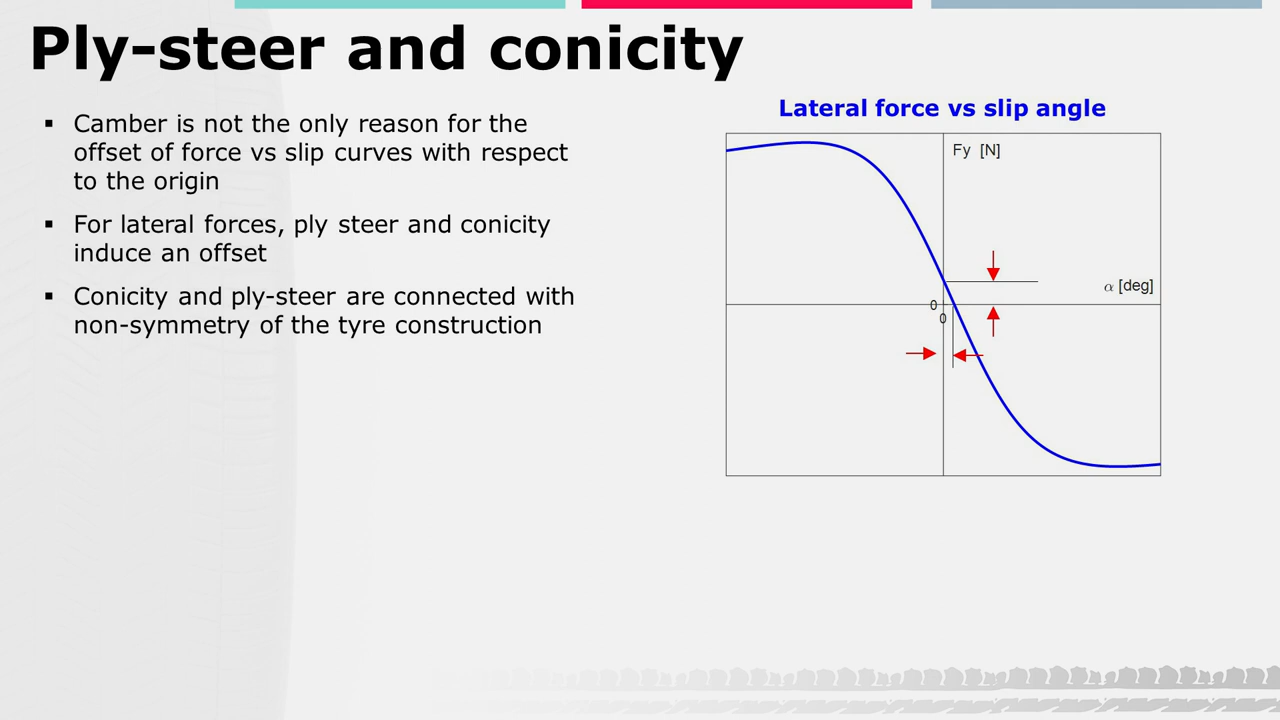 Ply-steer and conicity
▪ Camber is not the only reason for the
offset of force vs slip curves with respect
to the origin
▪ For lateral forces, ply steer and conicity
induce an offset
▪ Conicity and ply-steer are connected with
non-symmetry of the tyre construction
Lateral force vs slip angle
Fy [N]
α [deg]
0
0